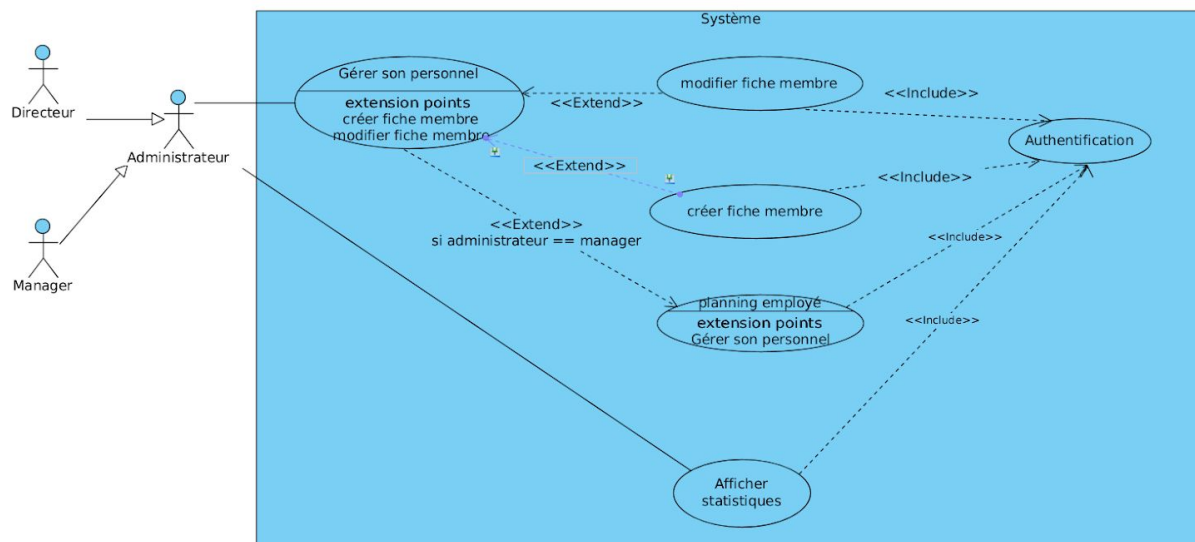 Système
Directeur
Administrateur
Manager
Gérer son personnel
extension points
créer fiche membre
modifier fiche membre
<<Extend>>
modifier fiche membre
<<Include>>
Authentification
<<Extend>>
créer fiche membre
<<Include>>
<<Extend>>
si administrateur == manager
planning employé
extension points
Gérer son personnel
<<Include>>
<<Include>>
Afficher
statistiques